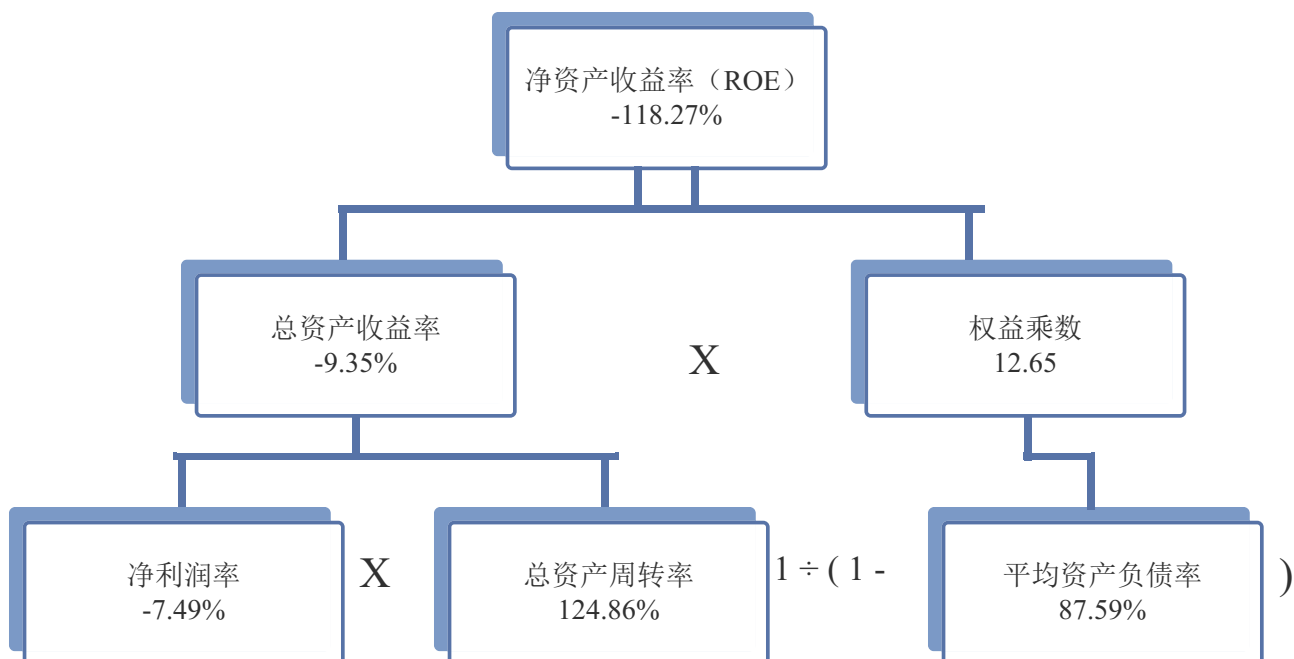 净资产收益率（ROE）
-118.27%
总资产收益率
-9.35%
X
权益乘数
12.65
净利润率
-7.49%
X
总资产周转率
124.86%
1 ÷ ( 1 -
平均资产负债率
87.59%
)